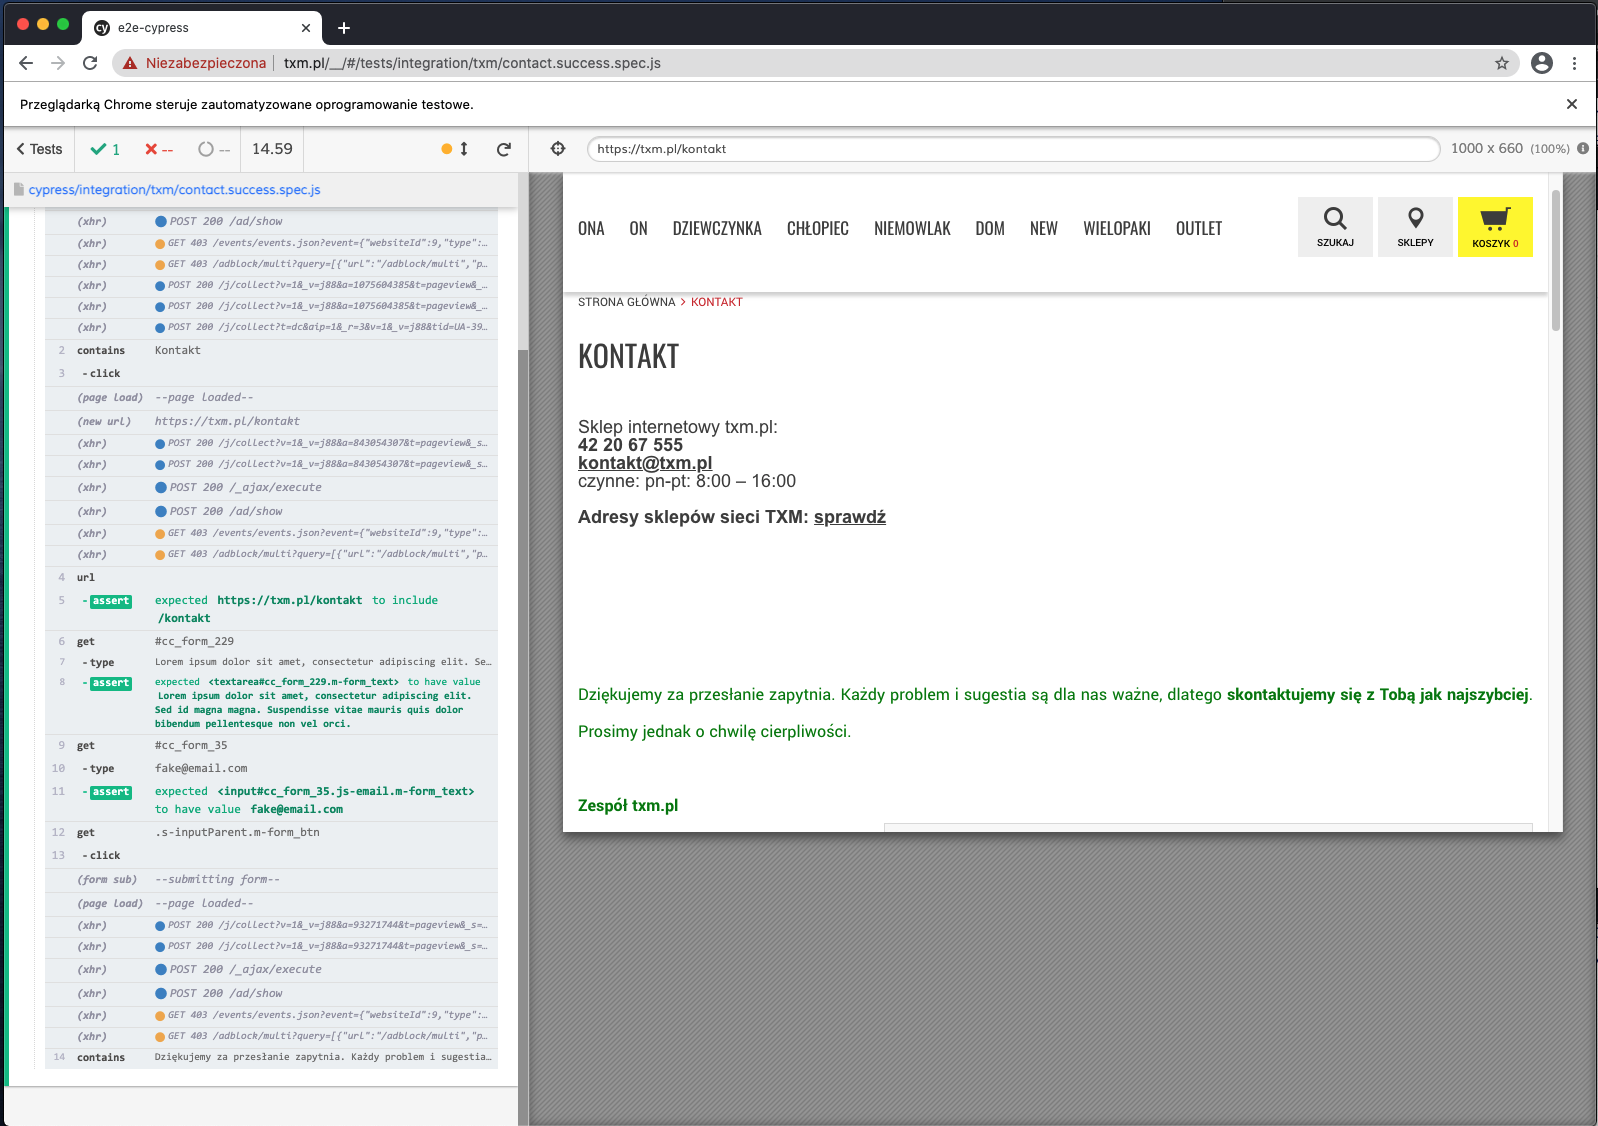 e2e-cypress
Niezabezpieczona
txm.pl/__/#/tests/integration/txm/contact.success.spec.js
Przeglądarką Chrome steruje zautomatyzowane oprogramowanie testowe.
Tests
1
--
--
14.59
https://txm.pl/kontakt
1000 x 660 (100%)
cypress/integration/txm/contact.success.spec.js
(xhr) POST 200 /ad/show
(xhr) GET 403 /events/events.json?event={"websiteId":9,"type":…
(xhr) GET 403 /adblock/multi?query=[{"url":"/adblock/multi","p…
(xhr) POST 200 /j/collect?v=1&_v=j88&a=1075604385&t=pageview&_…
(xhr) POST 200 /j/collect?v=1&_v=j88&a=1075604385&t=pageview&_…
(xhr) POST 200 /j/collect?t=dc&aip=1&_r=3&v=1&_v=j88&tid=UA-39…
2 contains Kontakt
3 -click
(page load) --page loaded--
(new url) https://txm.pl/kontakt
(xhr) POST 200 /j/collect?v=1&_v=j88&a=843054307&t=pageview&_s…
(xhr) POST 200 /j/collect?v=1&_v=j88&a=843054307&t=pageview&_s…
(xhr) POST 200 /_ajax/execute
(xhr) POST 200 /ad/show
(xhr) GET 403 /events/events.json?event={"websiteId":9,"type":…
(xhr) GET 403 /adblock/multi?query=[{"url":"/adblock/multi","p…
4 url
5 -assert expected https://txm.pl/kontakt to include
/kontakt
6 get #cc_form_229
7 -type Lorem ipsum dolor sit amet, consectetur adipiscing elit. Se…
8 -assert expected <textarea#cc_form_229.m-form_text> to have value
Lorem ipsum dolor sit amet, consectetur adipiscing elit.
Sed id magna magna. Suspendisse vitae mauris quis dolor
bibendum pellentesque non vel orci.
9 get #cc_form_35
10 -type fake@email.com
11 -assert expected <input#cc_form_35.js-email.m-form_text>
to have value fake@email.com
12 get .s-inputParent.m-form_btn
13 -click
(form sub) --submitting form--
(page load) --page loaded--
(xhr) POST 200 /j/collect?v=1&_v=j88&a=93271744&t=pageview&_s=…
(xhr) POST 200 /j/collect?v=1&_v=j88&a=93271744&t=pageview&_s=…
(xhr) POST 200 /_ajax/execute
(xhr) POST 200 /ad/show
(xhr) GET 403 /events/events.json?event={"websiteId":9,"type":…
(xhr) GET 403 /adblock/multi?query=[{"url":"/adblock/multi","p…
14 contains Dziękujemy za przesłanie zapytnia. Każdy problem i sugestia…
ONA ON DZIEWCZYNKA CHŁOPIEC NIEMOWLAK DOM NEW WIELOPAKI OUTLET
SZUKAJ
SKLEPY
KOSZYK 0
STRONA GŁÓWNA > KONTAKT
KONTAKT
Sklep internetowy txm.pl:
42 20 67 555
kontakt@txm.pl
czynne: pn-pt: 8:00 – 16:00
Adresy sklepów sieci TXM: sprawdź
Dziękujemy za przesłanie zapytnia. Każdy problem i sugestia są dla nas ważne, dlatego skontaktujemy się z Tobą jak najszybciej.
Prosimy jednak o chwilę cierpliwości.
Zespół txm.pl